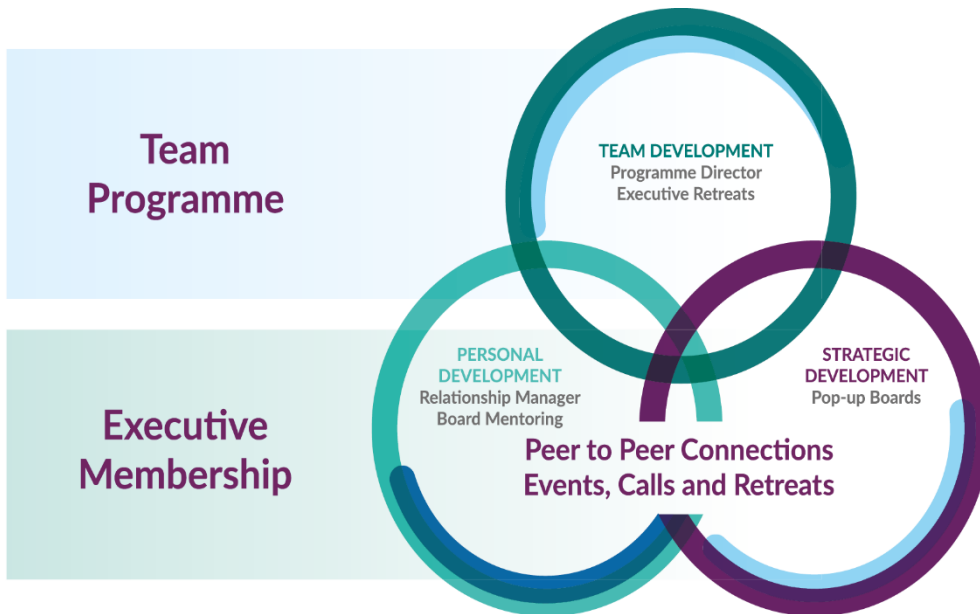 Team
Programme
TEAM DEVELOPMENT
Programme Director
Executive Retreats
Executive
Membership
PERSONAL
DEVELOPMENT
Relationship Manager
Board Mentoring
STRATEGIC
DEVELOPMENT
Pop-up Boards
Peer to Peer Connections
Events, Calls and Retreats